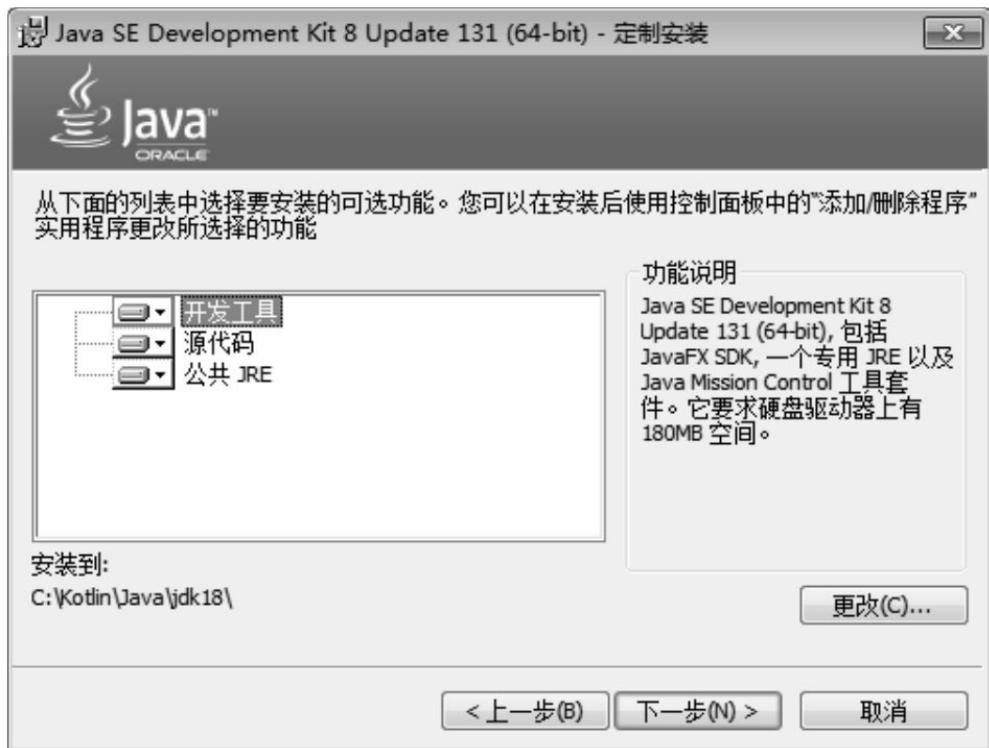 Java SE Development Kit 8 Update 131 (64-bit) - 定制安装
Java™
ORACLE
从下面的列表中选择要安装的可选功能。您可以在安装后使用控制面板中的“添加/删除程序”
实用程序更改所选择的功能
开发工具
源代码
公共 JRE
功能说明
Java SE Development Kit 8
Update 131 (64-bit), 包括
JavaFX SDK, 一个专用 JRE 以及
Java Mission Control 工具套
件。它要求硬盘驱动器上有
180MB 空间。
安装到:
C:\Kotlin\Java\jdk18\
更改(C)...
< 上一步(B)
下一步(N) >
取消